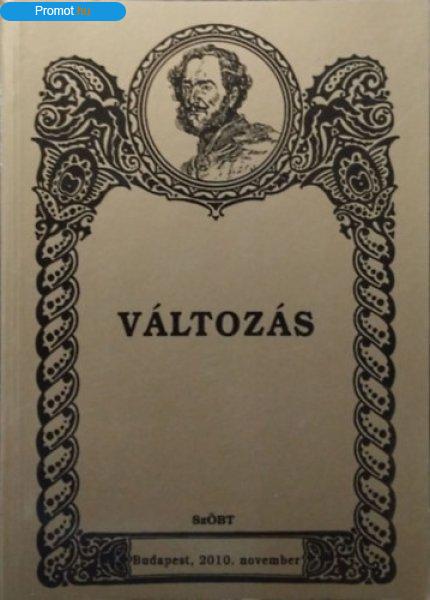 Promot.hu
VÁLTOZÁS
SzÖBT
Budapest, 2010. november